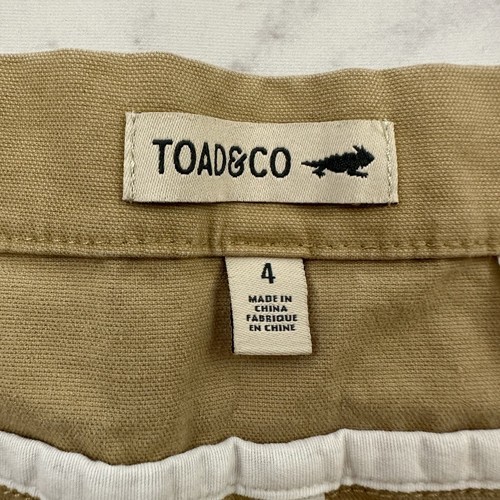 TOAD&CO
4
MADE IN
CHINA
FABRIQUE
EN CHINE